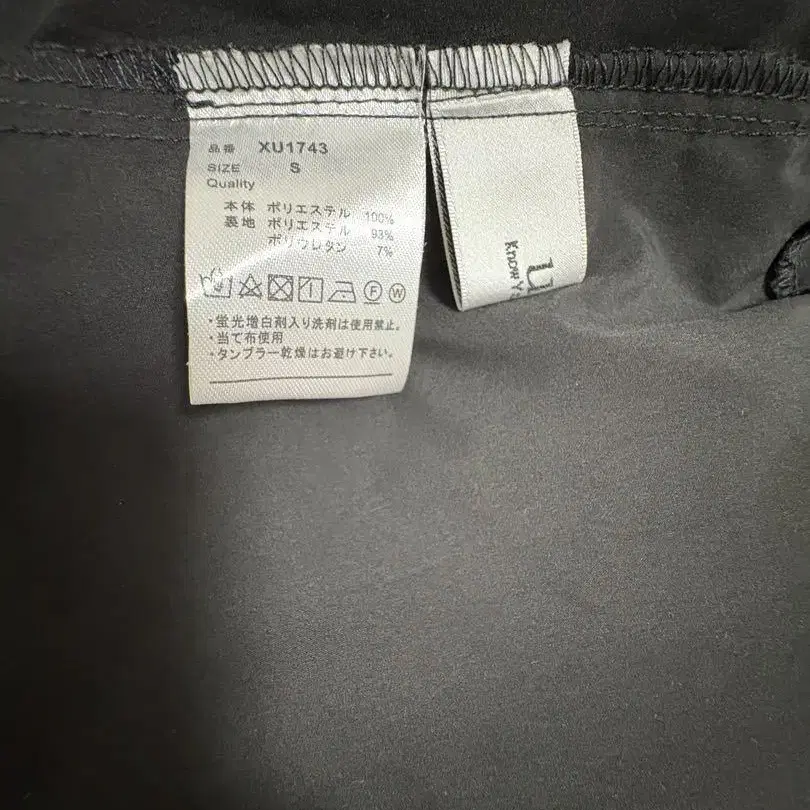 品番 XU1743
SIZE S
Quality
本体 ポリエステル 100%
裏地 ポリエステル 93%
ポリウレタン 7%
F W
・蛍光増白剤入り洗剤は使用禁止。
・当て布使用
・タンブラー乾燥はお避け下さい。
Know